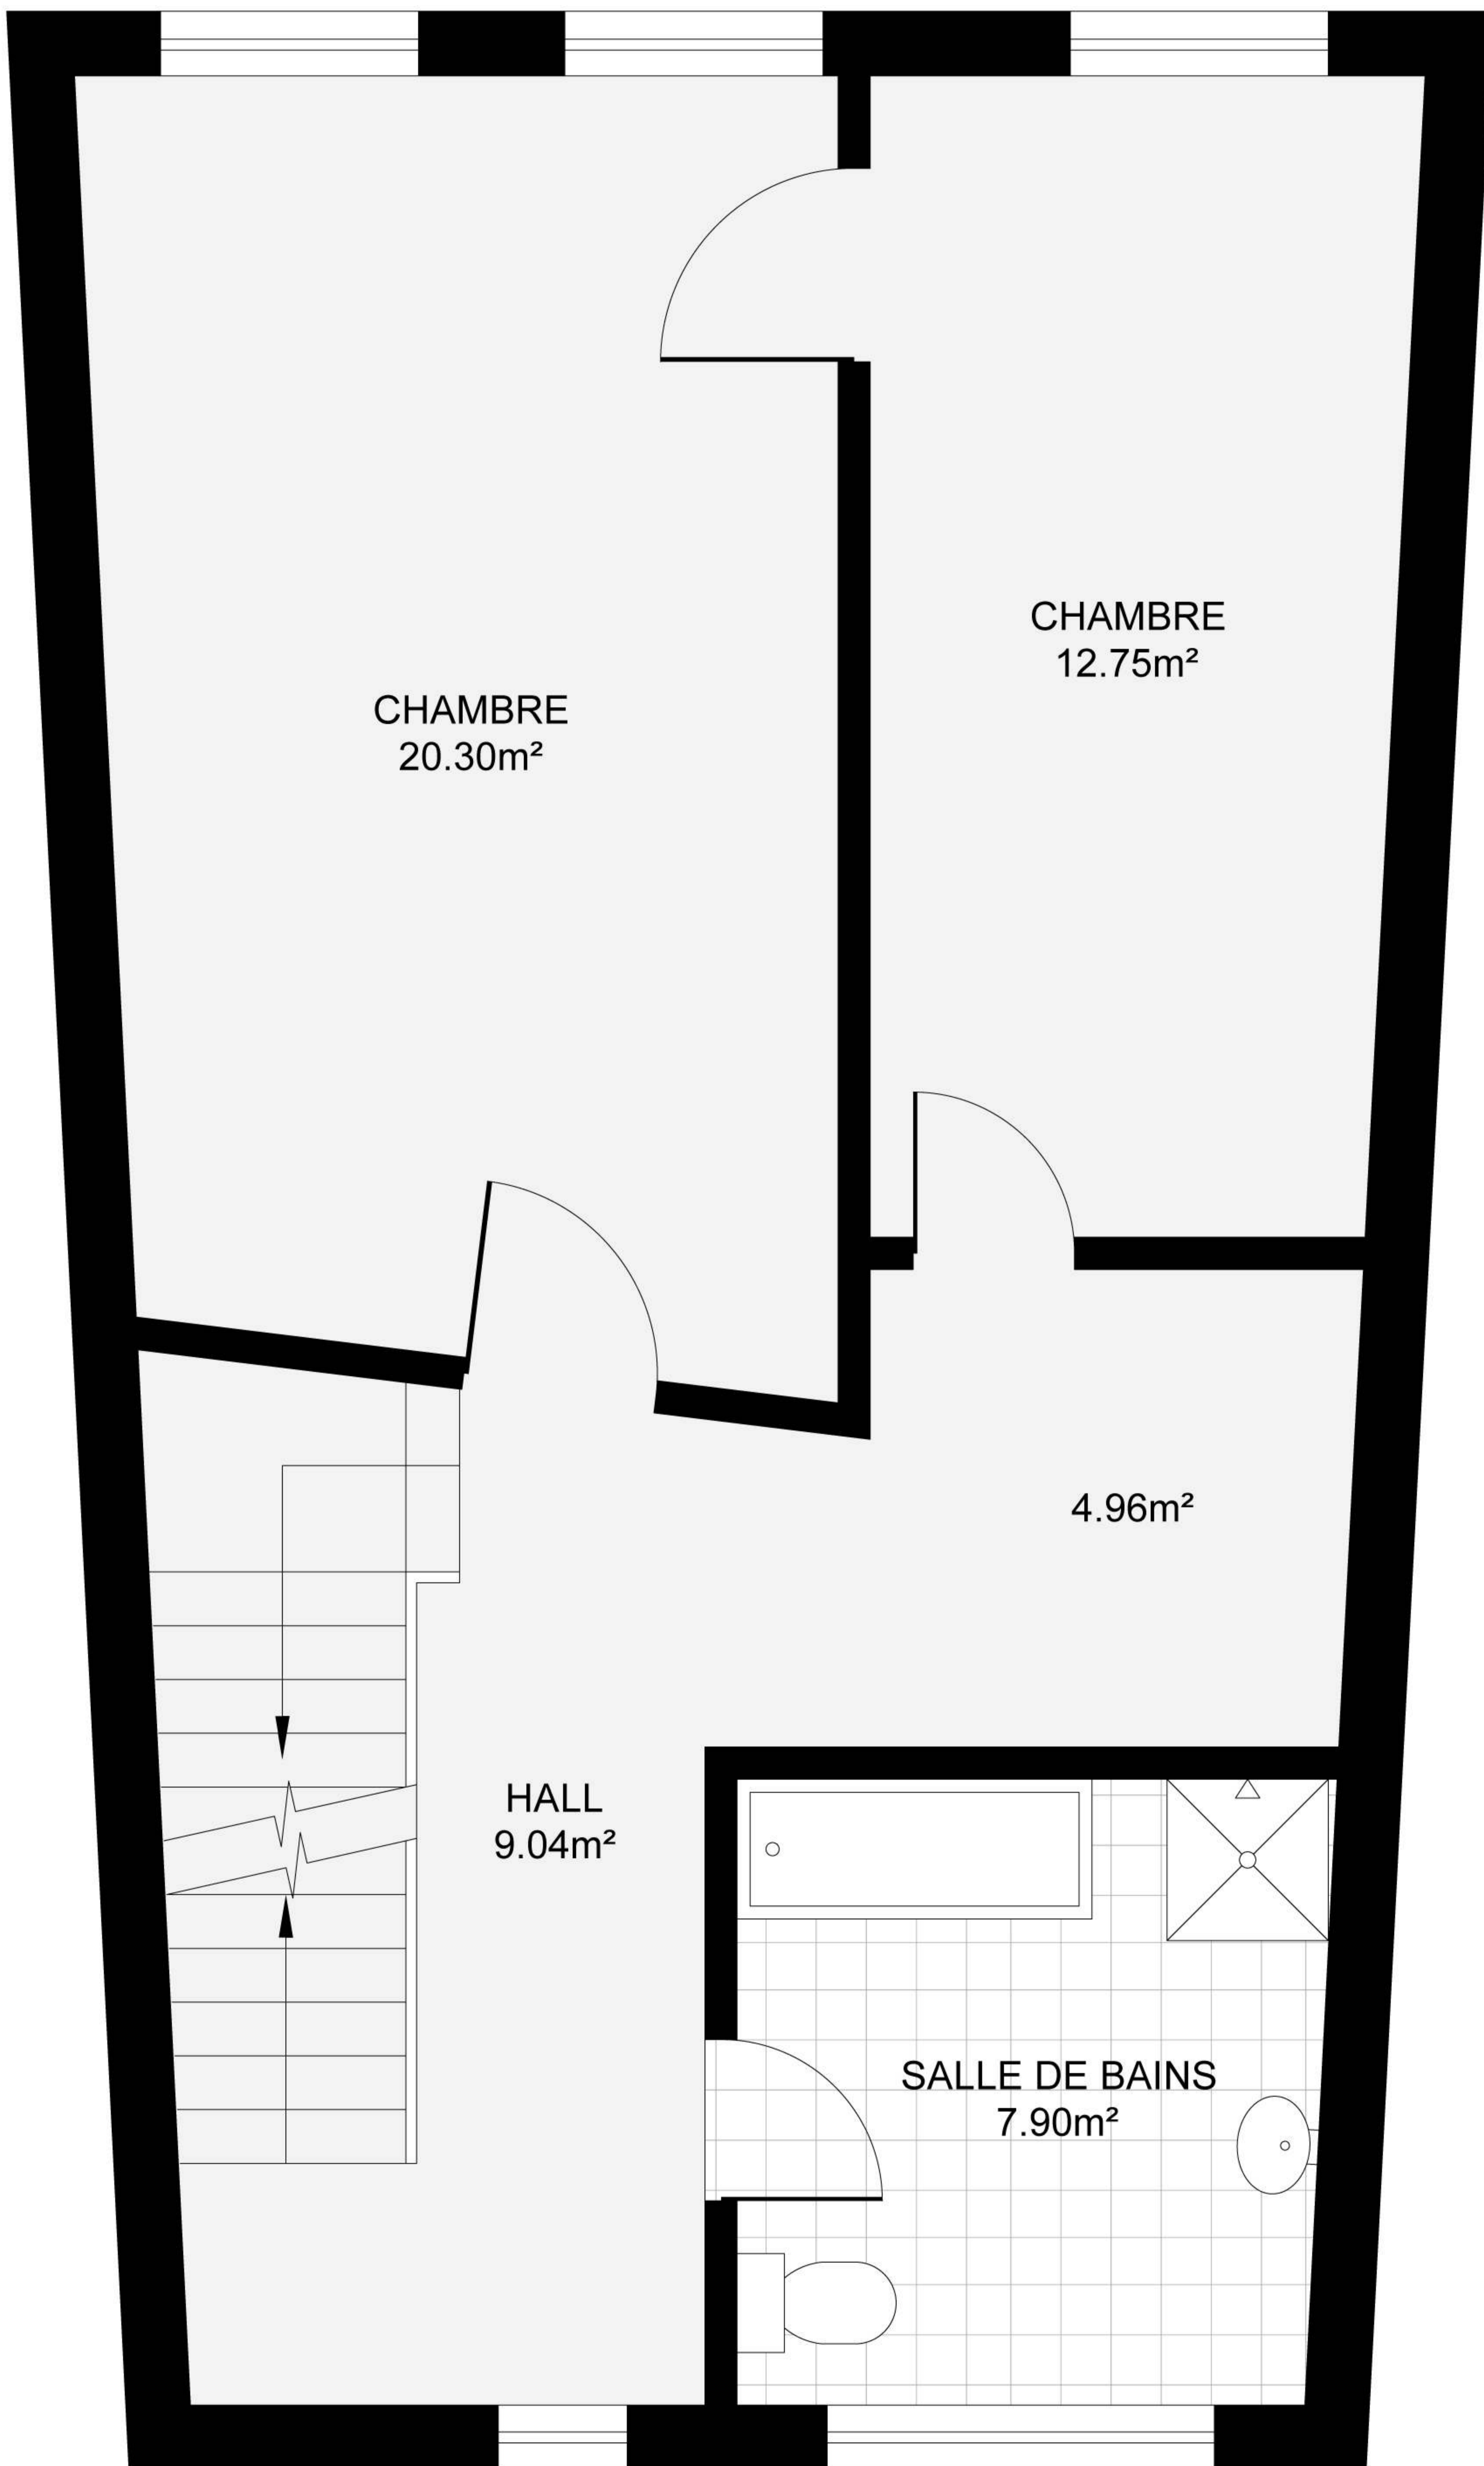 CHAMBRE
12.75m²
CHAMBRE
20.30m²
4.96m²
HALL
9.04m²
SALLE DE BAINS
7.90m²